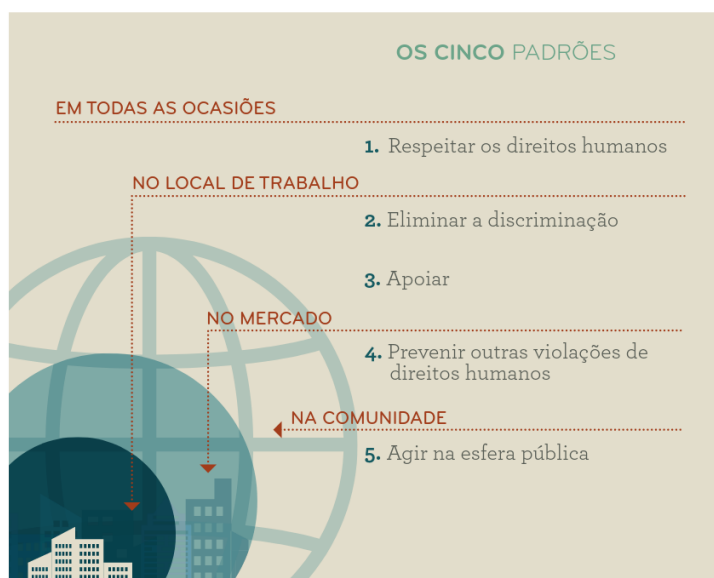 OS CINCO PADRÕES
EM TODAS AS OCASIÕES
1. Respeitar os direitos humanos
NO LOCAL DE TRABALHO
2. Eliminar a discriminação
3. Apoiar
NO MERCADO
4. Prevenir outras violações de
direitos humanos
NA COMUNIDADE
5. Agir na esfera pública